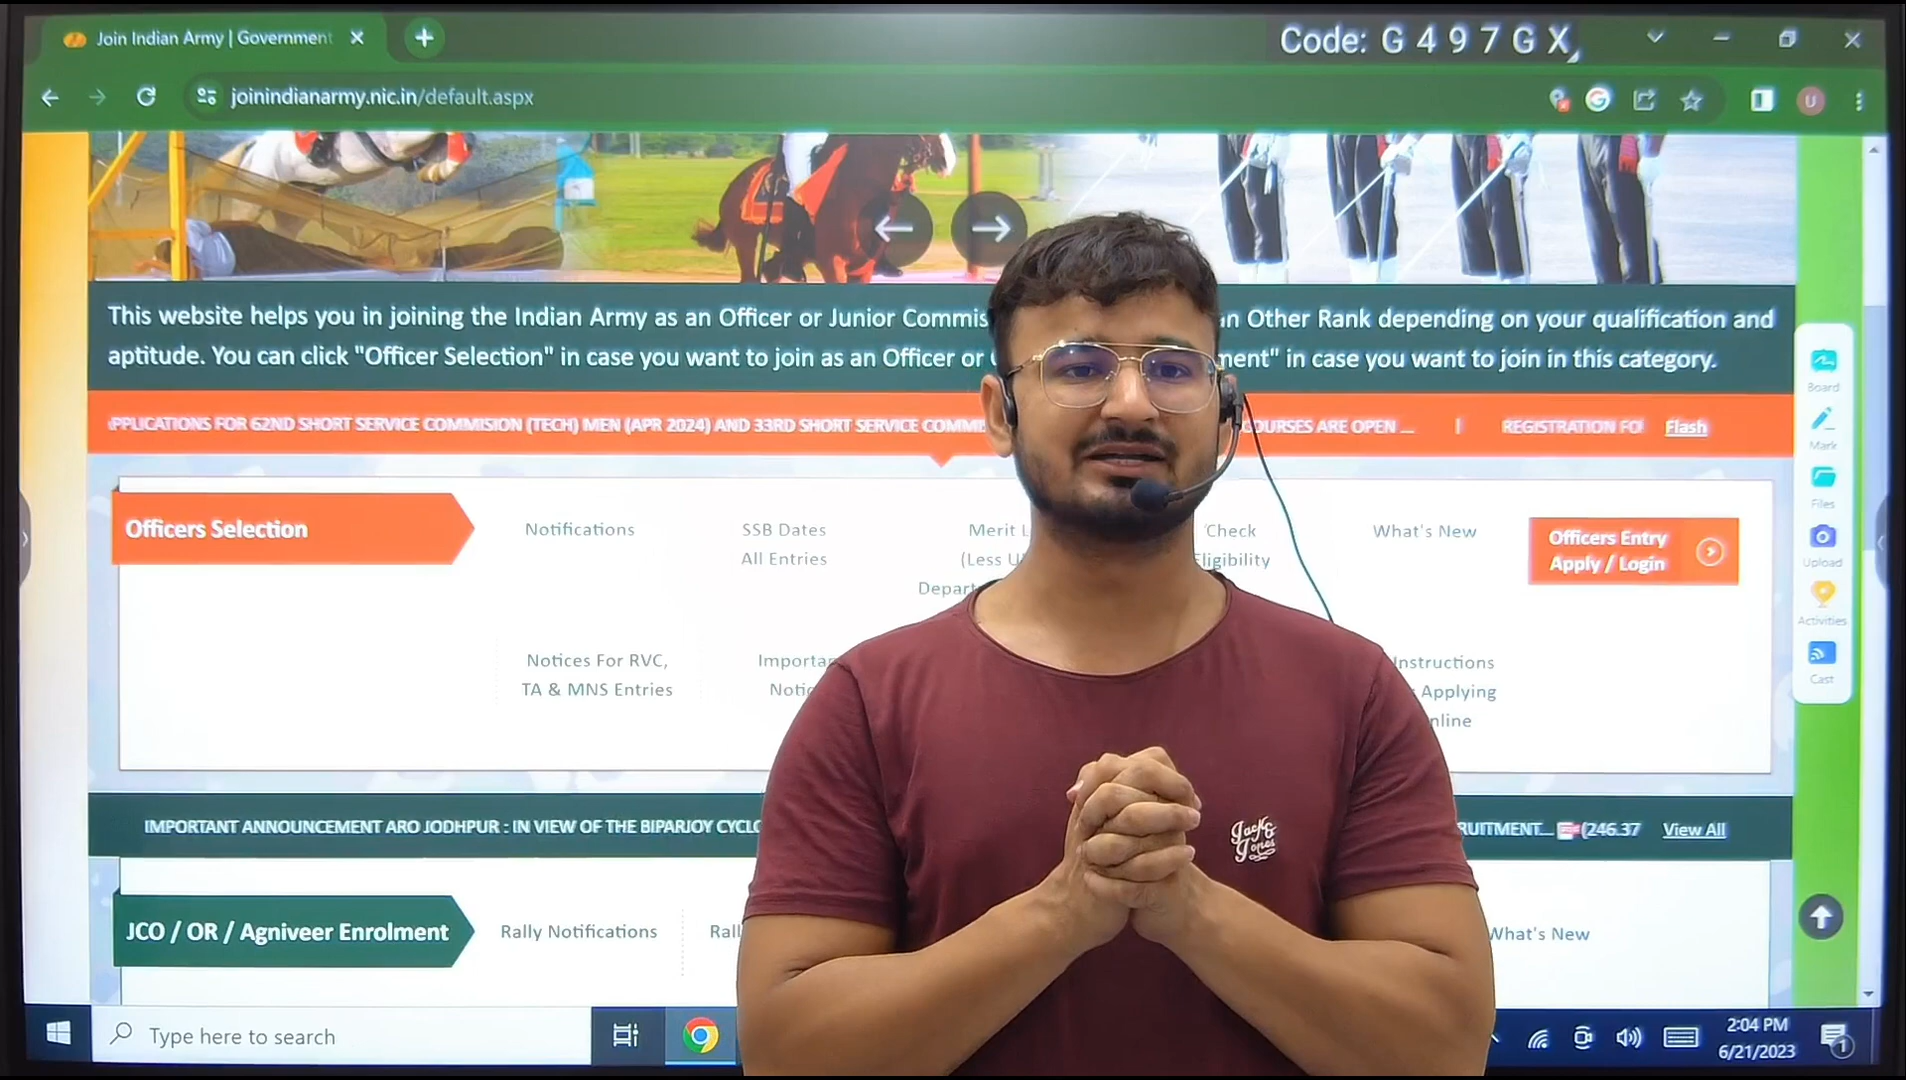 Join Indian Army | Government
Code: G 4 9 7 G X
joinindianarmy.nic.in/default.aspx
U
This website helps you in joining the Indian Army as an Officer or Junior Commis an Other Rank depending on your qualification and
aptitude. You can click "Officer Selection" in case you want to join as an Officer or ment" in case you want to join in this category.
PPLICATIONS FOR 62ND SHORT SERVICE COMMISION (TECH) MEN (APR 2024) AND 33RD SHORT SERVICE COMMI COURSES ARE OPEN ... | REGISTRATION FO Flash
Board
Mark
Files
Upload
Activities
Cast
Officers Selection
Notifications
SSB Dates
All Entries
Merit L
(Less U
Depart
Check
Eligibility
What's New
Officers Entry
Apply / Login
Notices For RVC,
TA & MNS Entries
Importa
Notic
Instructions
Applying
nline
IMPORTANT ANNOUNCEMENT ARO JODHPUR : IN VIEW OF THE BIPARJOY CYCLO RUITMENT... (246.37 View All
JCO / OR / Agniveer Enrolment
Rally Notifications
Rall
What's New
Jack &
Jones
Type here to search
2:04 PM
6/21/2023
1